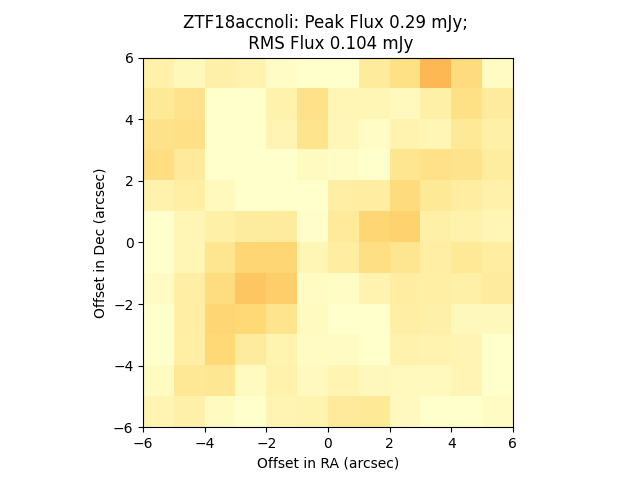 ZTF18accnoli: Peak Flux 0.29 mJy;
RMS Flux 0.104 mJy
6
4
2
0
−2
−4
−6
Offset in Dec (arcsec)
−6 −4 −2 0 2 4 6
Offset in RA (arcsec)